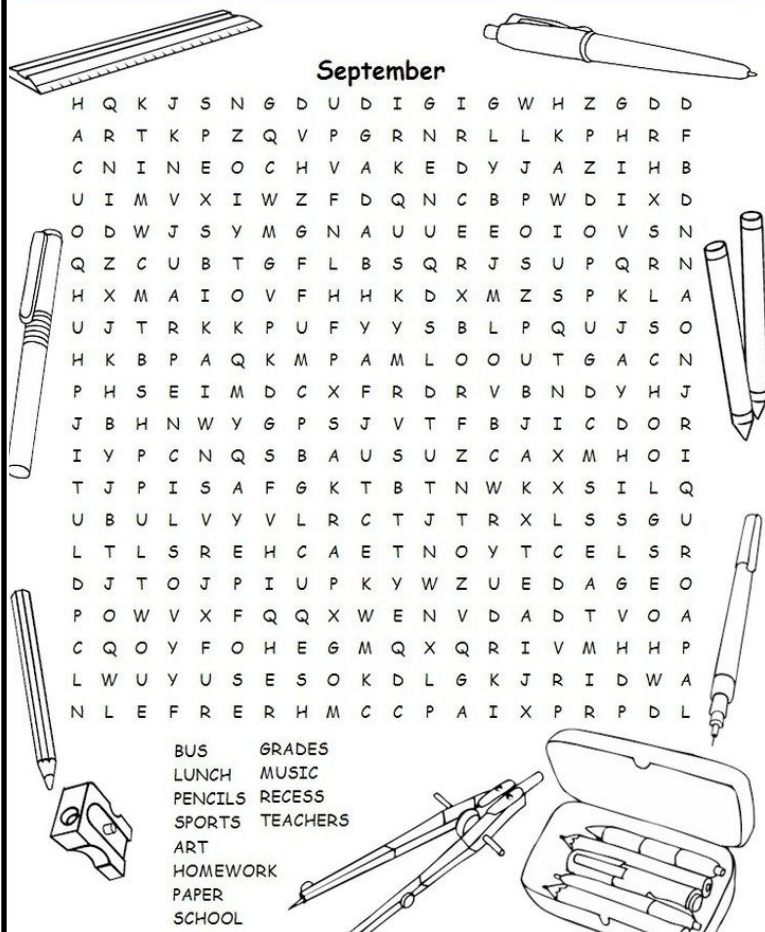 September
H Q K J S N G D U D I G I G W H Z G D D
A R T K P Z Q V P G R N R L L K P H R F
C N I N E O C H V A K E D Y J A Z I H B
U I M V X I W Z F D Q N C B P W D I X D
O D W J S Y M G N A U U E E O I O V S N
Q Z C U B T G F L B S Q R J S U P Q R N
H X M A I O V F H H K D X M Z S P K L A
U J T R K K P U F Y Y S B L P Q U J S O
H K B P A Q K M P A M L O O U T G A C N
P H S E I M D C X F R D R V B N D Y H J
J B H N W Y G P S J V T F B J I C D O R
I Y P C N Q S B A U S U Z C A X M H O I
T J P I S A F G K T B T N W K X S I L Q
U B U L V Y V L R C T J T R X L S S G U
L T L S R E H C A E T N O Y T C E L S R
D J T O J P I U P K Y W Z U E D A G E O
P O W V X F Q Q X W E N V D A D T V O A
C Q O Y F O H E G M Q X Q R I V M H H P
L W U Y U S E S O K D L G K J R I D W A
N L E F R E R H M C C P A I X P R P D L
BUS GRADES
LUNCH MUSIC
PENCILS RECESS
SPORTS TEACHERS
ART
HOMEWORK
PAPER
SCHOOL